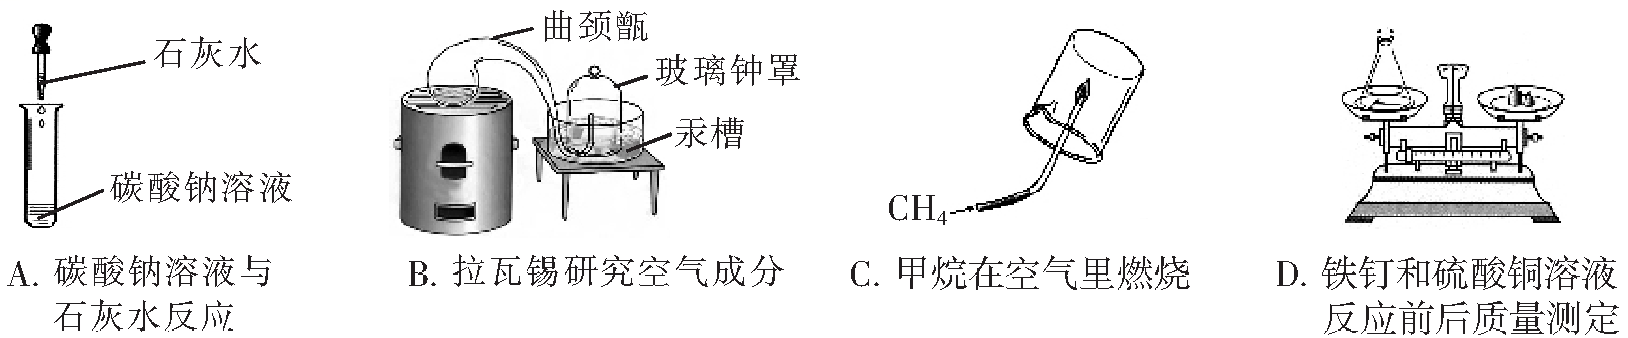 石灰水
碳酸钠溶液
A. 碳酸钠溶液与
石灰水反应
曲颈甑
玻璃钟罩
汞槽
B. 拉瓦锡研究空气成分
CH₄
C. 甲烷在空气里燃烧
D. 铁钉和硫酸铜溶液
反应前后质量测定